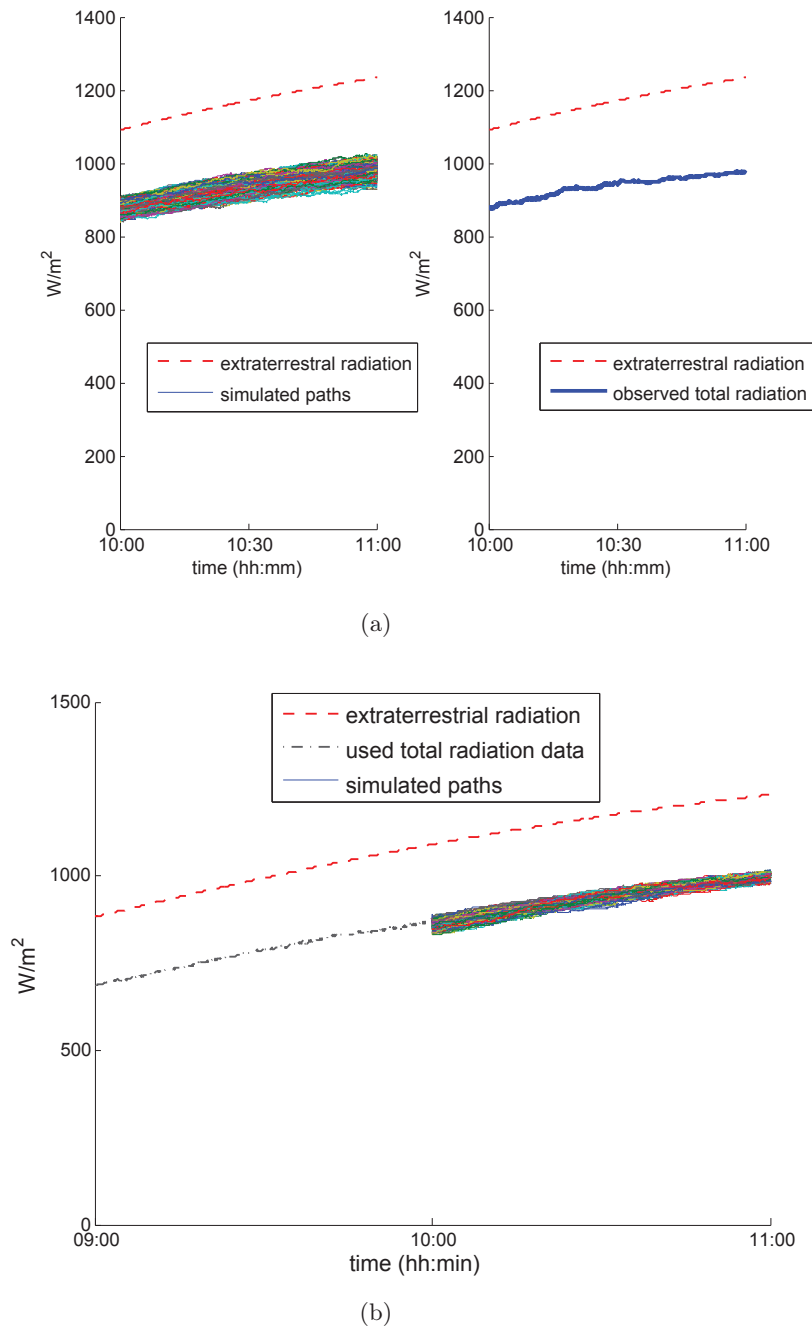 1400
1200
1000
800
600
400
200
0
W/m²
extraterrestral radiation
simulated paths
10:00 10:30 11:00
time (hh:mm)
1400
1200
1000
800
600
400
200
0
W/m²
extraterrestral radiation
observed total radiation
10:00 10:30 11:00
time (hh:mm)
(a)
1500
1000
500
0
W/m²
extraterrestrial radiation
used total radiation data
simulated paths
09:00 10:00 11:00
time (hh:min)
(b)